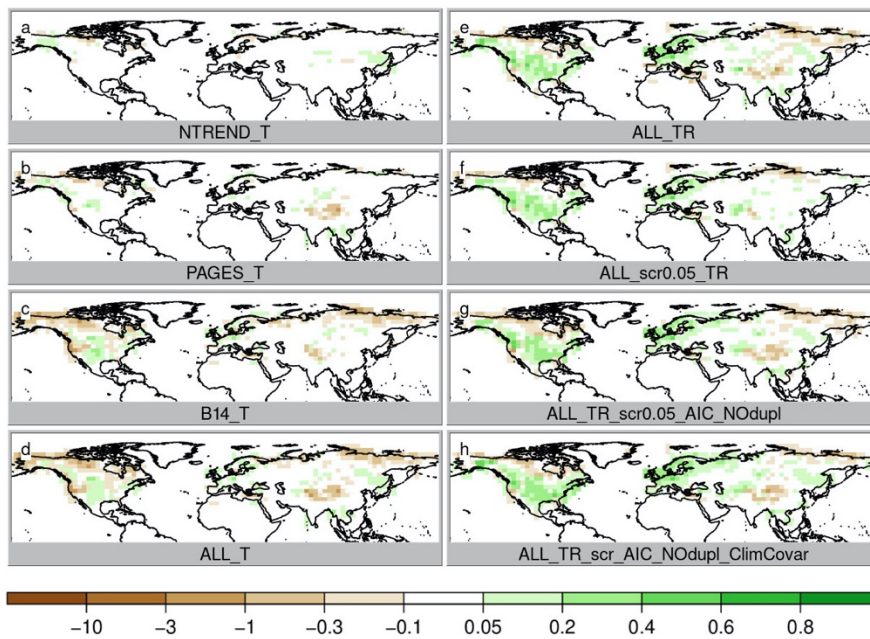 a
NTREND_T
b
PAGES_T
c
B14_T
d
ALL_T
e
ALL_TR
f
ALL_scr0.05_TR
g
ALL_TR_scr0.05_AIC_NOdupl
h
ALL_TR_scr_AIC_NOdupl_ClimCovar
−10 −3 −1 −0.3 −0.1 0.05 0.2 0.4 0.6 0.8